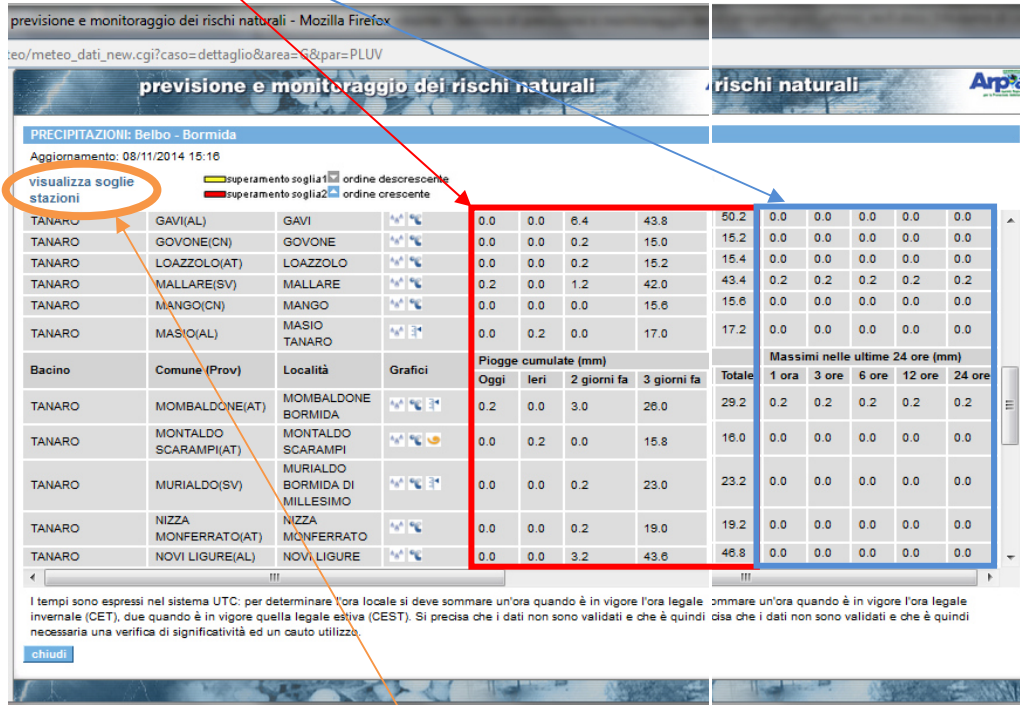 previsione e monitoraggio dei rischi naturali - Mozilla Firefox
eo/meteo_dati_new.cgi?caso=dettaglio&area=G&par=PLUV
previsione e monitoraggio dei rischi naturali
rischi naturali
PRECIPITAZIONI: Belbo - Bormida
Aggiornamento: 08/11/2014 15:16
visualizza soglie stazioni
superamento soglia1 ordine descrescente
superamento soglia2 ordine crescente
TANARO GAVI(AL) GAVI 0.0 0.0 6.4 43.8 50.2 0.0 0.0 0.0 0.0 0.0
TANARO GOVONE(CN) GOVONE 0.0 0.0 0.2 15.0 15.2 0.0 0.0 0.0 0.0 0.0
TANARO LOAZZOLO(AT) LOAZZOLO 0.0 0.0 0.2 15.2 15.4 0.0 0.0 0.0 0.0 0.0
TANARO MALLARE(SV) MALLARE 0.2 0.0 1.2 42.0 43.4 0.2 0.2 0.2 0.2 0.2
TANARO MANGO(CN) MANGO 0.0 0.0 0.0 15.6 15.6 0.0 0.0 0.0 0.0 0.0
TANARO MASIO(AL) MASIO TANARO 0.0 0.2 0.0 17.0 17.2 0.0 0.0 0.0 0.0 0.0
Bacino Comune (Prov) Località Grafici Piogge cumulate (mm) Massimi nelle ultime 24 ore (mm)
Oggi Ieri 2 giorni fa 3 giorni fa Totale 1 ora 3 ore 6 ore 12 ore 24 ore
TANARO MOMBALDONE(AT) MOMBALDONE BORMIDA 0.2 0.0 3.0 26.0 29.2 0.2 0.2 0.2 0.2 0.2
TANARO MONTALDO SCARAMPI(AT) MONTALDO SCARAMPI 0.0 0.2 0.0 15.8 16.0 0.0 0.0 0.0 0.0 0.0
TANARO MURIALDO(SV) MURIALDO BORMIDA DI MILLESIMO 0.0 0.0 0.2 23.0 23.2 0.0 0.0 0.0 0.0 0.0
TANARO NIZZA MONFERRATO(AT) NIZZA MONFERRATO 0.0 0.0 0.2 19.0 19.2 0.0 0.0 0.0 0.0 0.0
TANARO NOVI LIGURE(AL) NOVI LIGURE 0.0 0.0 3.2 43.6 46.8 0.0 0.0 0.0 0.0 0.0
I tempi sono espressi nel sistema UTC: per determinare l'ora locale si deve sommare un'ora quando è in vigore l'ora legale
invernale (CET), due quando è in vigore quella legale estiva (CEST). Si precisa che i dati non sono validati e che è quindi
necessaria una verifica di significatività ed un cauto utilizzo.
ommare un'ora quando è in vigore l'ora legale
cisa che i dati non sono validati e che è quindi
chiudi